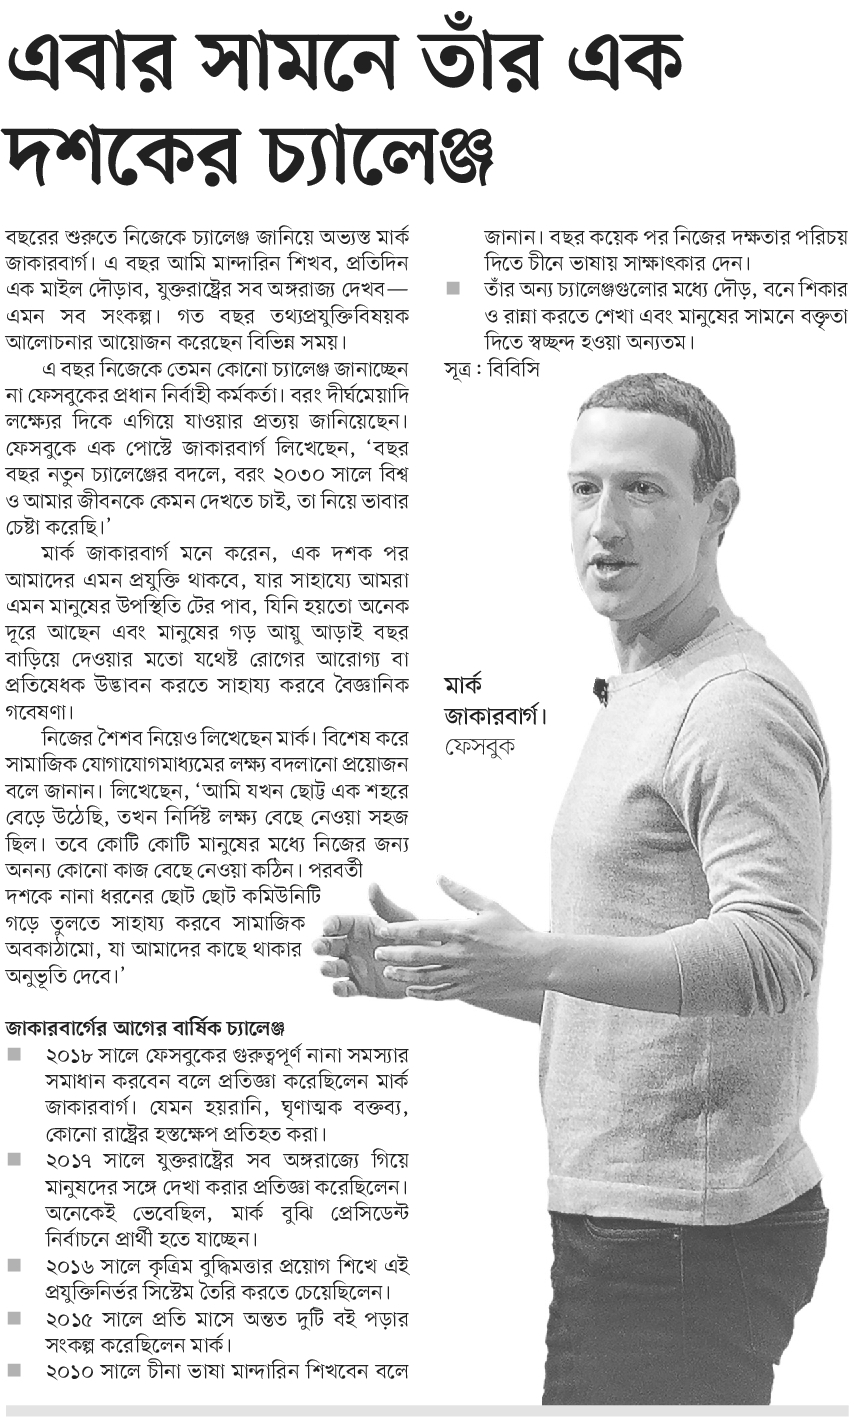 এবার সামনে তাঁর এক
দশকের চ্যালেঞ্জ
বছরের শুরুতে নিজেকে চ্যালেঞ্জ জানিয়ে অভ্যস্ত মার্ক
জাকারবার্গ। এ বছর আমি মান্দারিন শিখব, প্রতিদিন
এক মাইল দৌড়াব, যুক্তরাষ্ট্রের সব অঙ্গরাজ্য দেখব—
এমন সব সংকল্প। গত বছর তথ্যপ্রযুক্তিবিষয়ক
আলোচনার আয়োজন করেছেন বিভিন্ন সময়।
এ বছর নিজেকে তেমন কোনো চ্যালেঞ্জ জানাচ্ছেন
না ফেসবুকের প্রধান নির্বাহী কর্মকর্তা। বরং দীর্ঘমেয়াদি
লক্ষ্যের দিকে এগিয়ে যাওয়ার প্রত্যয় জানিয়েছেন।
ফেসবুকে এক পোস্টে জাকারবার্গ লিখেছেন, ‘বছর
বছর নতুন চ্যালেঞ্জের বদলে, বরং ২০৩০ সালে বিশ্ব
ও আমার জীবনকে কেমন দেখতে চাই, তা নিয়ে ভাবার
চেষ্টা করেছি।’
মার্ক জাকারবার্গ মনে করেন, এক দশক পর
আমাদের এমন প্রযুক্তি থাকবে, যার সাহায্যে আমরা
এমন মানুষের উপস্থিতি টের পাব, যিনি হয়তো অনেক
দূরে আছেন এবং মানুষের গড় আয়ু আড়াই বছর
বাড়িয়ে দেওয়ার মতো যথেষ্ট রোগের আরোগ্য বা
প্রতিষেধক উদ্ভাবন করতে সাহায্য করবে বৈজ্ঞানিক
গবেষণা।
নিজের শৈশব নিয়েও লিখেছেন মার্ক। বিশেষ করে
সামাজিক যোগাযোগমাধ্যমের লক্ষ্য বদলানো প্রয়োজন
বলে জানান। লিখেছেন, ‘আমি যখন ছোট্ট এক শহরে
বেড়ে উঠেছি, তখন নির্দিষ্ট লক্ষ্য বেছে নেওয়া সহজ
ছিল। তবে কোটি কোটি মানুষের মধ্যে নিজের জন্য
অনন্য কোনো কাজ বেছে নেওয়া কঠিন। পরবর্তী
দশকে নানা ধরনের ছোট ছোট কমিউনিটি
গড়ে তুলতে সাহায্য করবে সামাজিক
অবকাঠামো, যা আমাদের কাছে থাকার
অনুভূতি দেবে।’
জাকারবার্গের আগের বার্ষিক চ্যালেঞ্জ
■ ২০১৮ সালে ফেসবুকের গুরুত্বপূর্ণ নানা সমস্যার
সমাধান করবেন বলে প্রতিজ্ঞা করেছিলেন মার্ক
জাকারবার্গ। যেমন হয়রানি, ঘৃণাত্মক বক্তব্য,
কোনো রাষ্ট্রের হস্তক্ষেপ প্রতিহত করা।
■ ২০১৭ সালে যুক্তরাষ্ট্রের সব অঙ্গরাজ্যে গিয়ে
মানুষদের সঙ্গে দেখা করার প্রতিজ্ঞা করেছিলেন।
অনেকেই ভেবেছিল, মার্ক বুঝি প্রেসিডেন্ট
নির্বাচনে প্রার্থী হতে যাচ্ছেন।
■ ২০১৬ সালে কৃত্রিম বুদ্ধিমত্তার প্রয়োগ শিখে এই
প্রযুক্তিনির্ভর সিস্টেম তৈরি করতে চেয়েছিলেন।
■ ২০১৫ সালে প্রতি মাসে অন্তত দুটি বই পড়ার
সংকল্প করেছিলেন মার্ক।
■ ২০১০ সালে চীনা ভাষা মান্দারিন শিখবেন বলে
জানান। বছর কয়েক পর নিজের দক্ষতার পরিচয়
দিতে চীনে ভাষায় সাক্ষাৎকার দেন।
■ তাঁর অন্য চ্যালেঞ্জগুলোর মধ্যে দৌড়, বনে শিকার
ও রান্না করতে শেখা এবং মানুষের সামনে বক্তৃতা
দিতে স্বচ্ছন্দ হওয়া অন্যতম।
সূত্র : বিবিসি
মার্ক
জাকারবার্গ।
ফেসবুক